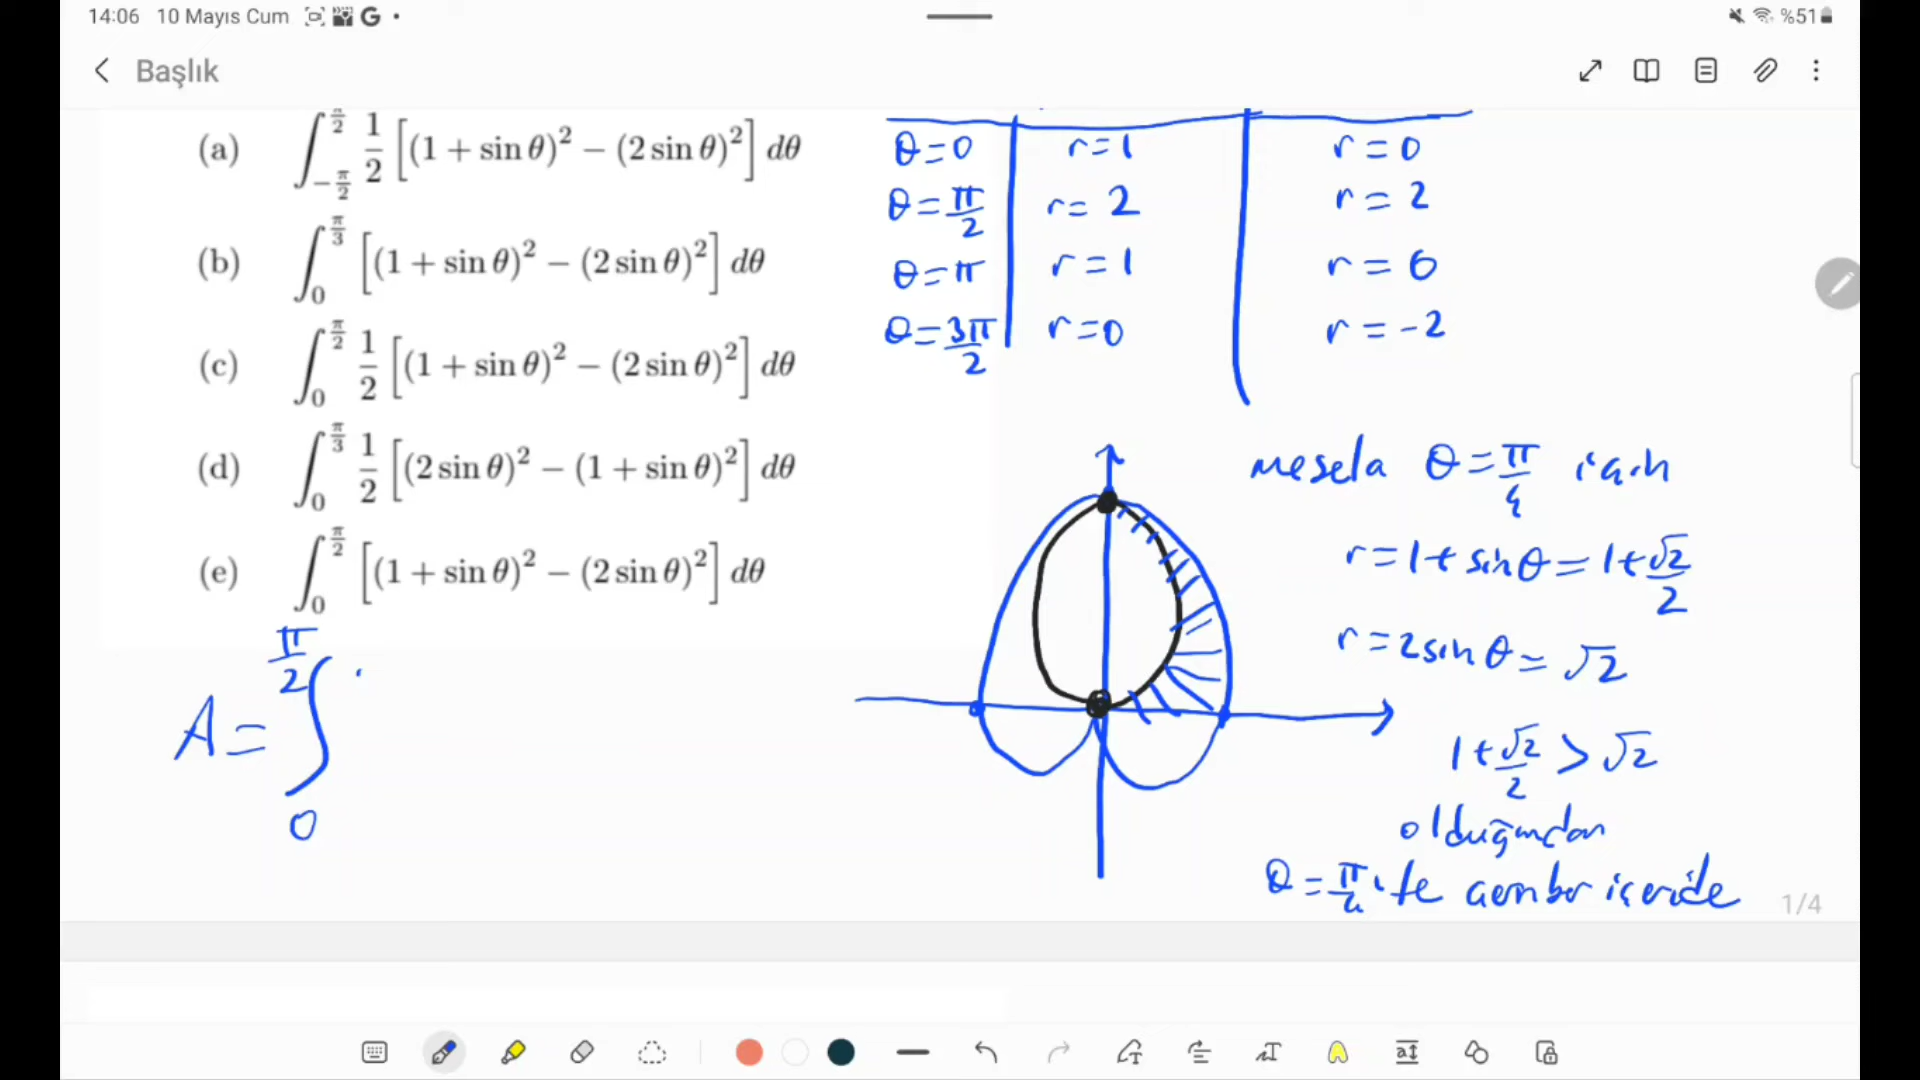 14:06 10 Mayıs Cum G • %51
Başlık
(a) ∫_{-π/2}^{π/2} 1/2 [(1 + sin θ)² − (2 sin θ)²] dθ
(b) ∫_0^{π/3} [(1 + sin θ)² − (2 sin θ)²] dθ
(c) ∫_0^{π/2} 1/2 [(1 + sin θ)² − (2 sin θ)²] dθ
(d) ∫_0^{π/3} 1/2 [(2 sin θ)² − (1 + sin θ)²] dθ
(e) ∫_0^{π/2} [(1 + sin θ)² − (2 sin θ)²] dθ
A = ∫_0^{π/2}
θ=0 r=1 r=0
θ=π/2 r=2 r=2
θ=π r=1 r=0
θ=3π/2 r=0 r=-2
mesela θ=π/4 için
r=1+sinθ=1+√2/2
r=2sinθ=√2
1+√2/2 > √2
olduğundan
θ=π/4'te çember içeride
1/4